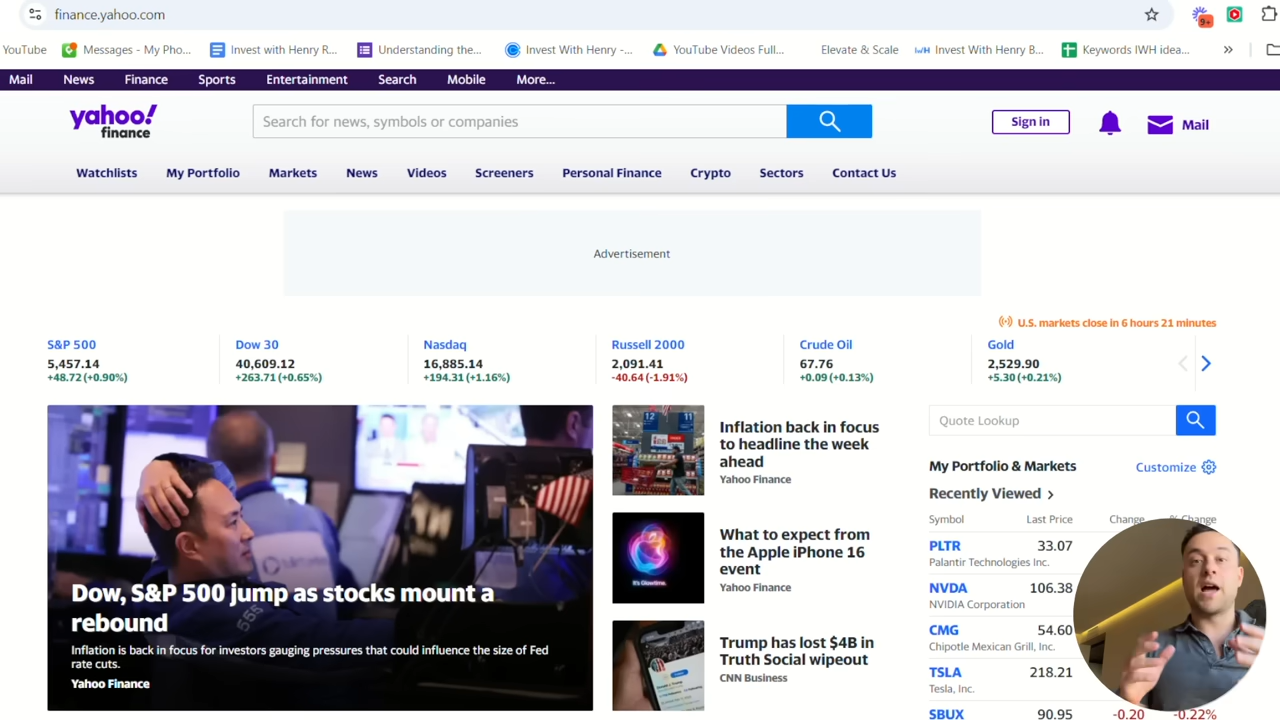 finance.yahoo.com
9+
YouTube
Messages - My Pho...
Invest with Henry R...
Understanding the...
Invest With Henry -...
YouTube Videos Full...
Elevate & Scale
IWH
Invest With Henry B...
Keywords IWH idea...
»
Mail
News
Finance
Sports
Entertainment
Search
Mobile
More...
yahoo!
finance
Search for news, symbols or companies
Sign in
Mail
Watchlists
My Portfolio
Markets
News
Videos
Screeners
Personal Finance
Crypto
Sectors
Contact Us
Advertisement
U.S. markets close in 6 hours 21 minutes
S&P 500
5,457.14
+48.72 (+0.90%)
Dow 30
40,609.12
+263.71 (+0.65%)
Nasdaq
16,885.14
+194.31 (+1.16%)
Russell 2000
2,091.41
-40.64 (-1.91%)
Crude Oil
67.76
+0.09 (+0.13%)
Gold
2,529.90
+5.30 (+0.21%)
555
Dow, S&P 500 jump as stocks mount a
rebound
Inflation is back in focus for investors gauging pressures that could influence the size of Fed
rate cuts.
Yahoo Finance
12
11
Inflation back in focus
to headline the week
ahead
Yahoo Finance
It's Glowtime.
What to expect from
the Apple iPhone 16
event
Yahoo Finance
Trump has lost $4B in
Truth Social wipeout
CNN Business
Quote Lookup
My Portfolio & Markets
Customize
Recently Viewed
Symbol
Last Price
Change
% Change
PLTR
33.07
Palantir Technologies Inc.
NVDA
106.38
NVIDIA Corporation
CMG
54.60
Chipotle Mexican Grill, Inc.
TSLA
218.21
Tesla, Inc.
SBUX
90.95
-0.20
-0.22%